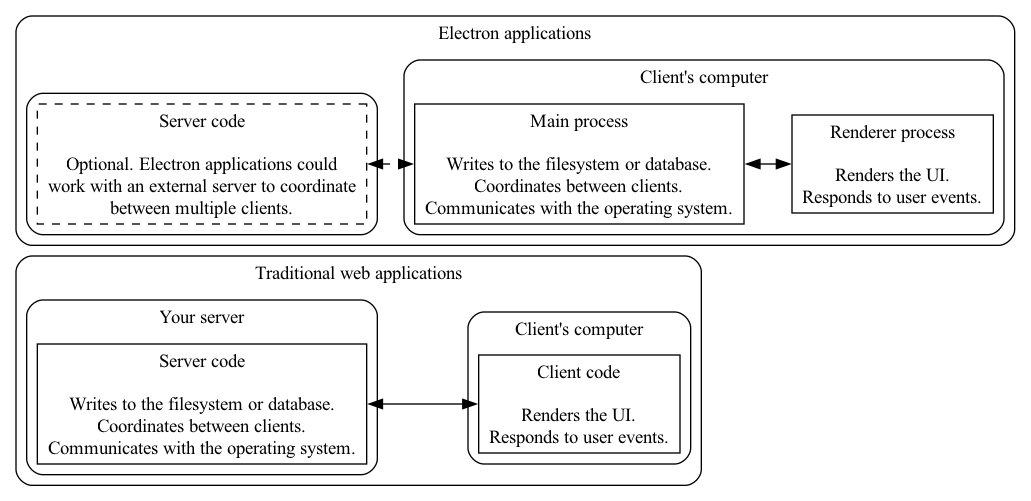 Electron applications
Client's computer
Server code
Optional. Electron applications could
work with an external server to coordinate
between multiple clients.
Main process
Writes to the filesystem or database.
Coordinates between clients.
Communicates with the operating system.
Renderer process
Renders the UI.
Responds to user events.
Traditional web applications
Your server
Server code
Writes to the filesystem or database.
Coordinates between clients.
Communicates with the operating system.
Client's computer
Client code
Renders the UI.
Responds to user events.